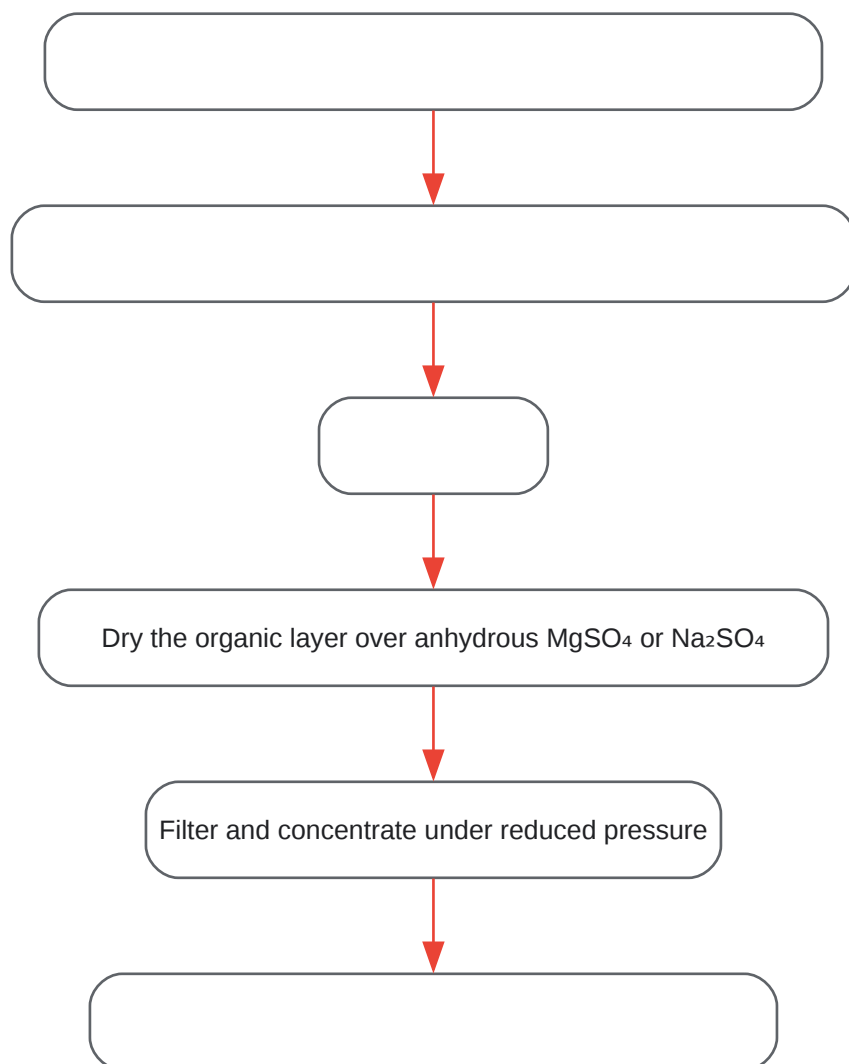 Dry the organic layer over anhydrous MgSO₄ or Na₂SO₄
Filter and concentrate under reduced pressure